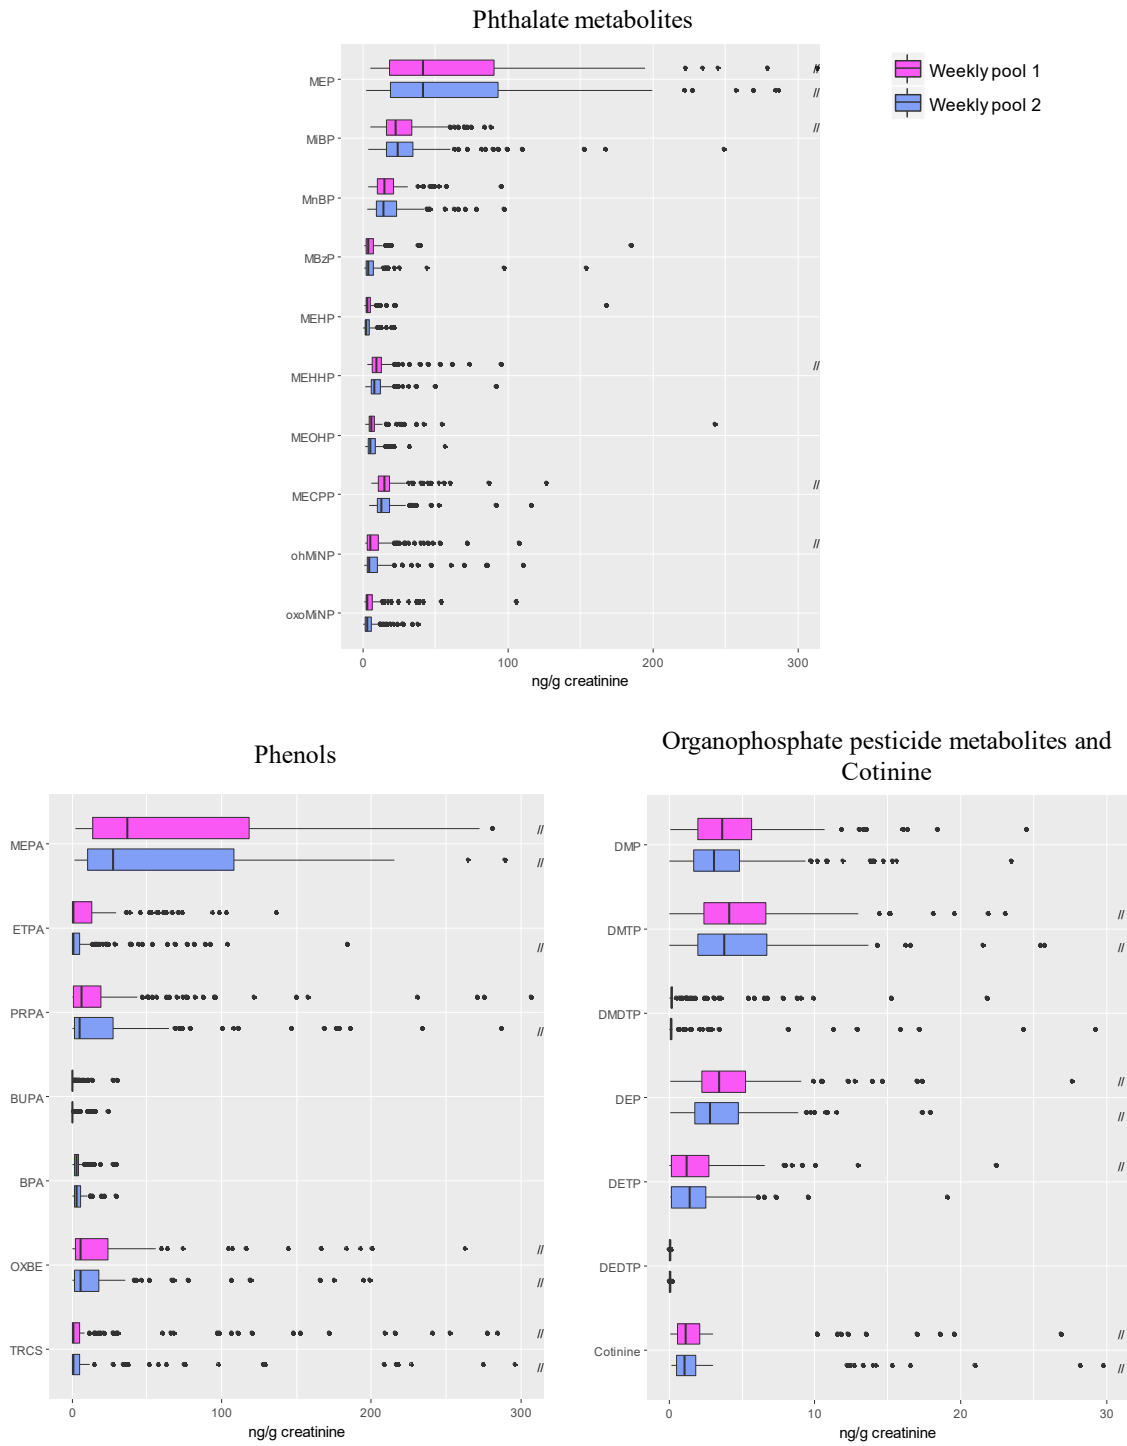 Phthalate metabolites
Weekly pool 1
Weekly pool 2
MEP
MiBP
MnBP
MBzP
MEHP
MEHHP
MEOHP
MECPP
ohMiNP
oxoMiNP
//
//
//
//
//
//
0 100 200 300
ng/g creatinine
Phenols
MEPA
ETPA
PRPA
BUPA
BPA
OXBE
TRCS
//
//
//
//
//
//
//
//
0 100 200 300
ng/g creatinine
Organophosphate pesticide metabolites and
Cotinine
DMP
DMTP
DMDTP
DEP
DETP
DEDTP
Cotinine
//
//
//
//
//
//
//
0 10 20 30
ng/g creatinine